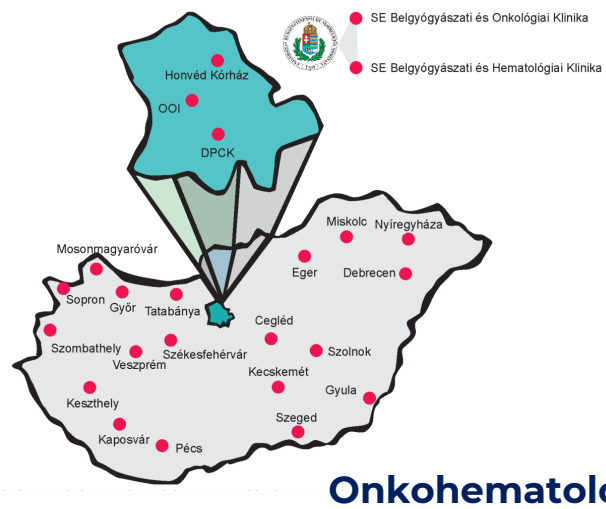 SE Belgyógyászati és Onkológiai Klinika
SE Belgyógyászati és Hematológiai Klinika
Honvéd Kórház
OOI
DPCK
Miskolc
Nyíregyháza
Mosonmagyaróvár
Eger
Debrecen
Sopron
Győr
Tatabánya
Cegléd
Szombathely
Veszprém
Székesfehérvár
Szolnok
Kecskemét
Keszthely
Gyula
Szeged
Kaposvár
Pécs
Onkohematolo